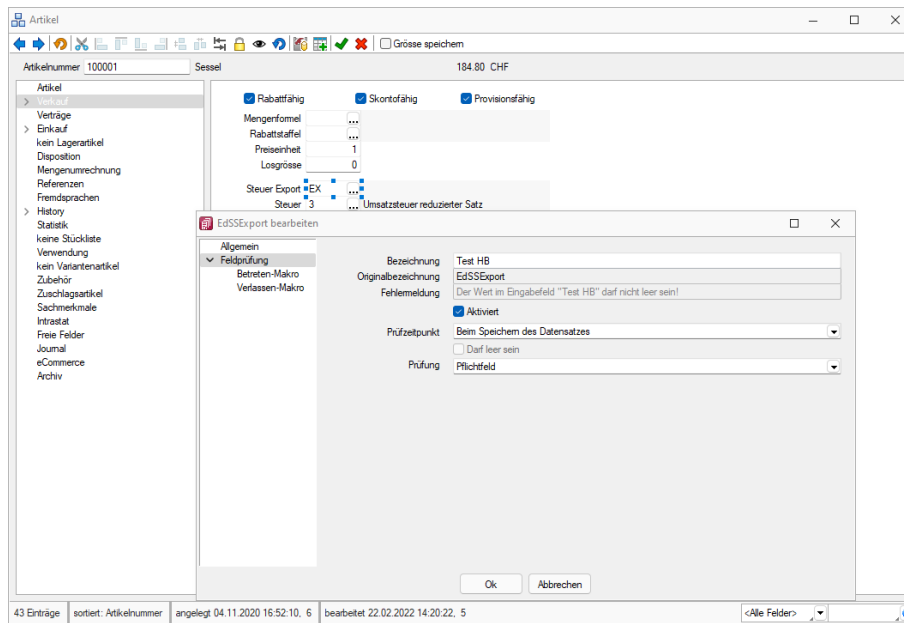 Artikel
Grösse speichern
Artikelnummer 100001 Sessel 184.80 CHF
Artikel
Verkauf
Verträge
Einkauf
kein Lagerartikel
Disposition
Mengenumrechnung
Referenzen
Fremdsprachen
History
Statistik
keine Stückliste
Verwendung
kein Variantenartikel
Zubehör
Zuschlagsartikel
Sachmerkmale
Intrastat
Freie Felder
Journal
eCommerce
Archiv
Rabattfähig Skontofähig Provisionsfähig
Mengenformel ...
Rabattstaffel ...
Preiseinheit 1
Losgrösse 0
Steuer Export EX ...
Steuer 3 ... Umsatzsteuer reduzierter Satz
EdSSExport bearbeiten
Allgemein
Feldprüfung
Betreten-Makro
Verlassen-Makro
Bezeichnung Test HB
Originalbezeichnung EdSSExport
Fehlermeldung Der Wert im Eingabefeld "Test HB" darf nicht leer sein!
Aktiviert
Prüfzeitpunkt Beim Speichern des Datensatzes
Darf leer sein
Prüfung Pflichtfeld
Ok Abbrechen
43 Einträge sortiert: Artikelnummer angelegt 04.11.2020 16:52:10, 6 bearbeitet 22.02.2022 14:20:22, 5 <Alle Felder>